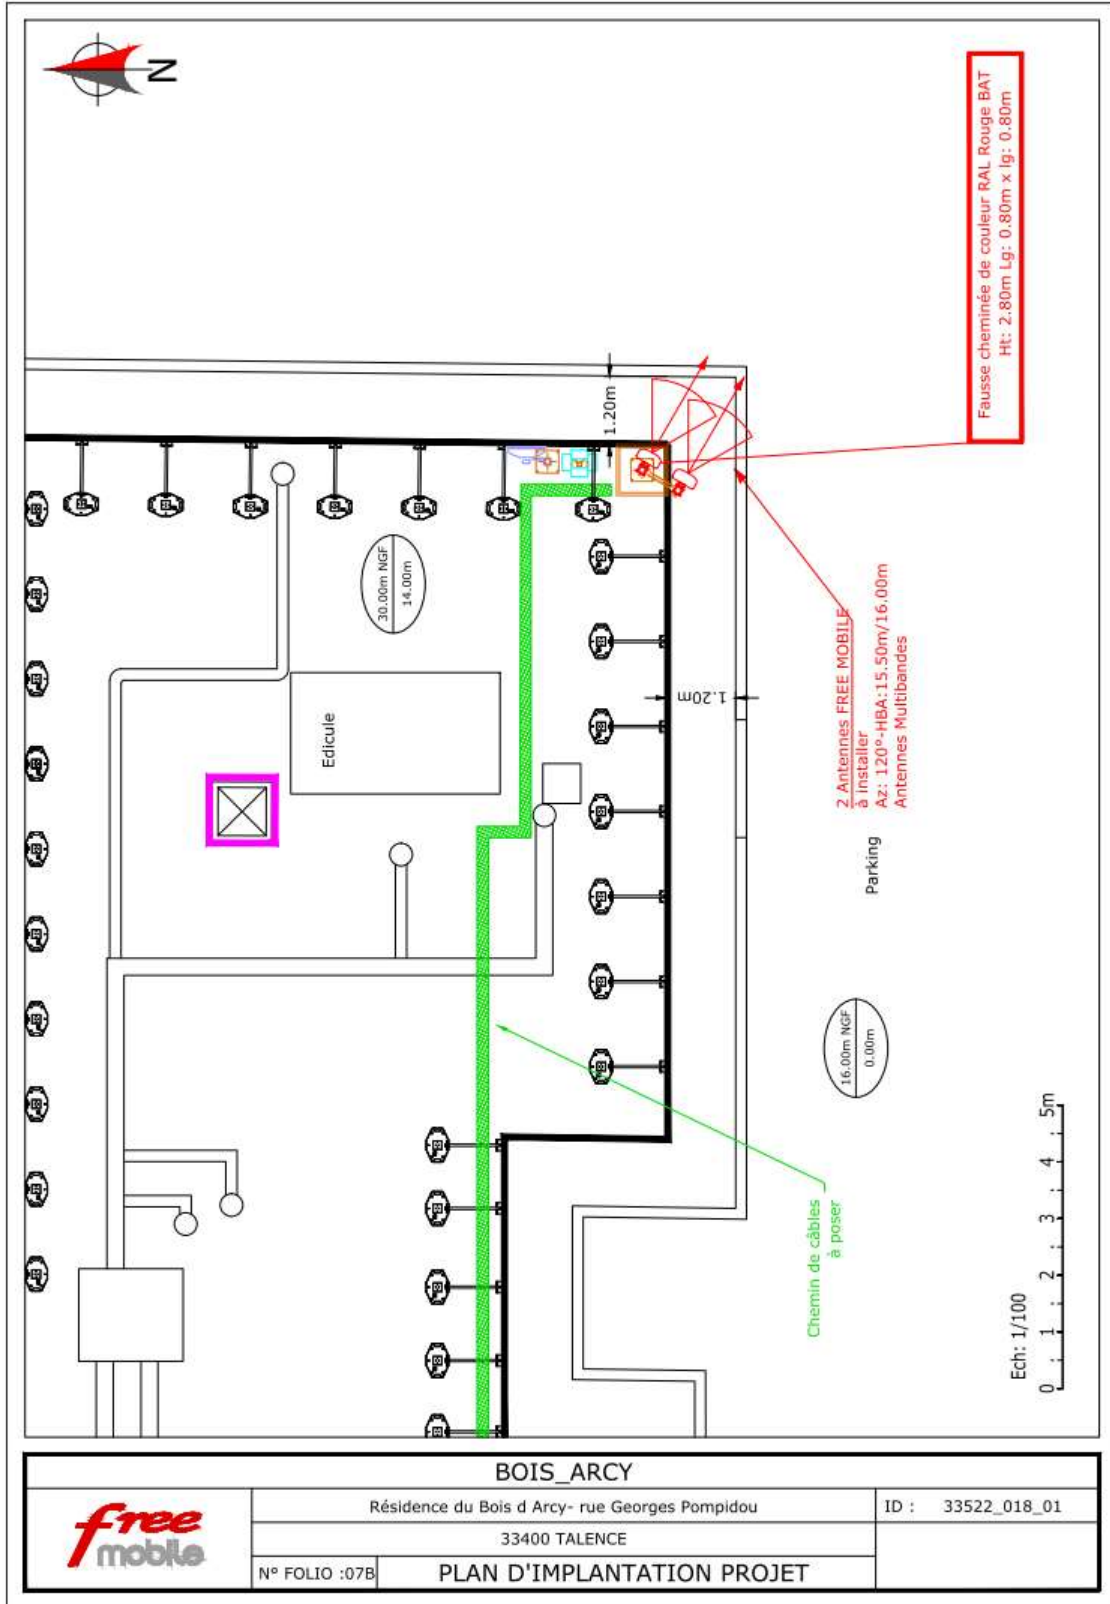 N
Fausse cheminée de couleur RAL Rouge BAT
Ht: 2.80m Lg: 0.80m x lg: 0.80m
1.20m
30.00m NGF
14.00m
Edicule
1.20m
2 Antennes FREE MOBILE
à installer
Az: 120°-HBA:15.50m/16.00m
Antennes Multibandes
Parking
16.00m NGF
0.00m
Chemin de câbles
à poser
Ech: 1/100
0 1 2 3 4 5m
BOIS_ARCY
free
mobile
Résidence du Bois d Arcy- rue Georges Pompidou
ID : 33522_018_01
33400 TALENCE
N° FOLIO :07B
PLAN D'IMPLANTATION PROJET